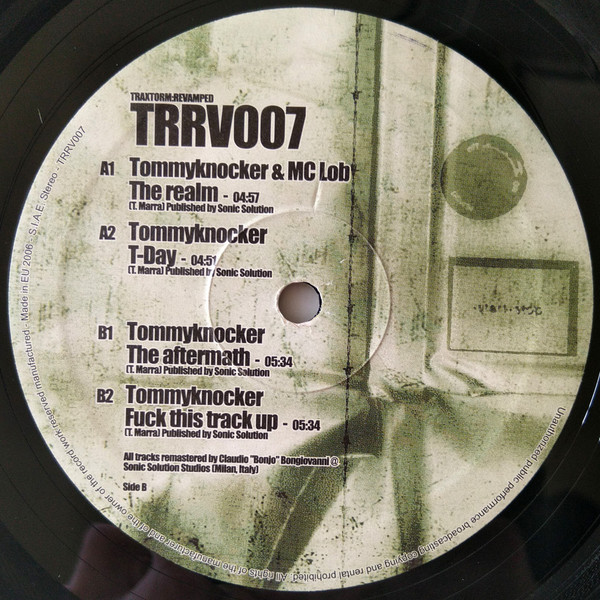 TRAXTORM:REVAMPED
TRRV007
A1 Tommyknocker & MC Lob
The realm - 04:57
(T. Marra) Published by Sonic Solution
A2 Tommyknocker
T-Day - 04:51
(T. Marra) Published by Sonic Solution
B1 Tommyknocker
The aftermath - 05:34
(T. Marra) Published by Sonic Solution
B2 Tommyknocker
Fuck this track up - 05:34
(T. Marra) Published by Sonic Solution
All tracks remastered by Claudio "Bonjo" Bongiovanni @
Sonic Solution Studios (Milan, Italy)
Side B
Unauthorized public performance broadcasting copying and rental prohibited. All rights of the manufacturer and of the owner of the record work reserved manufactured - Made in EU 2006 - S.I.A.E. Stereo - TRRV007